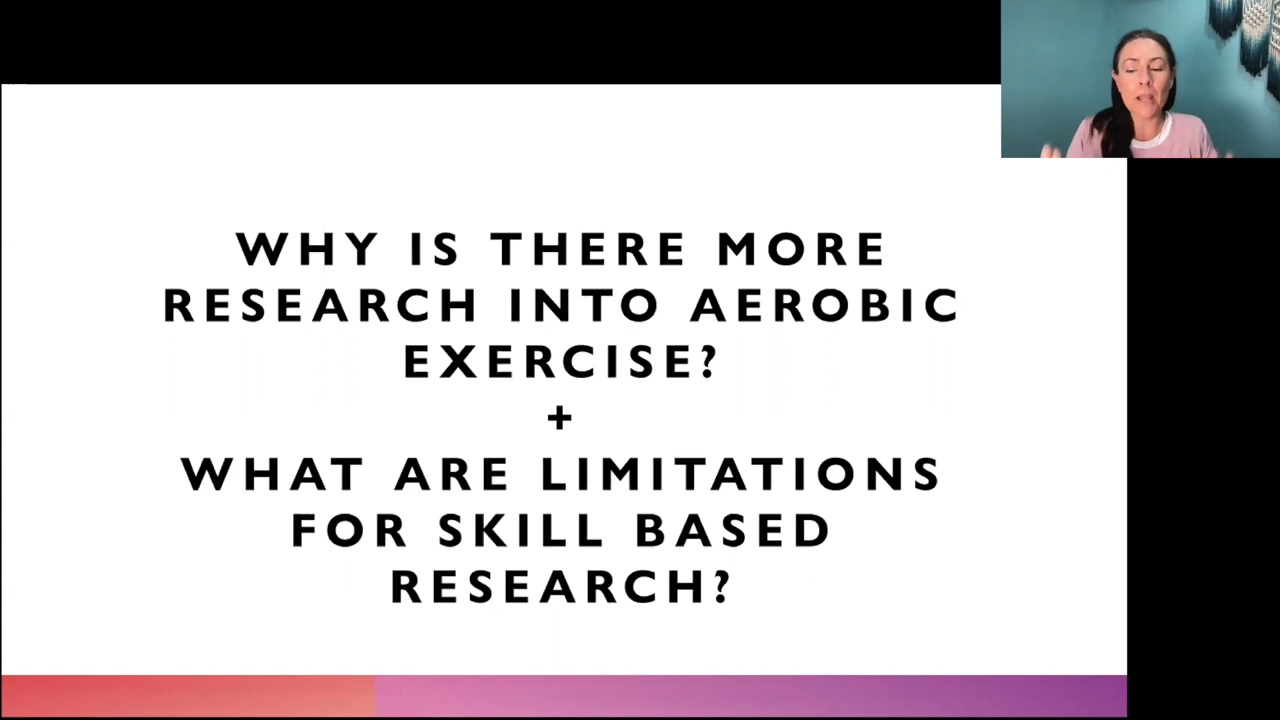 WHY IS THERE MORE
RESEARCH INTO AEROBIC
EXERCISE?
+
WHAT ARE LIMITATIONS
FOR SKILL BASED
RESEARCH?